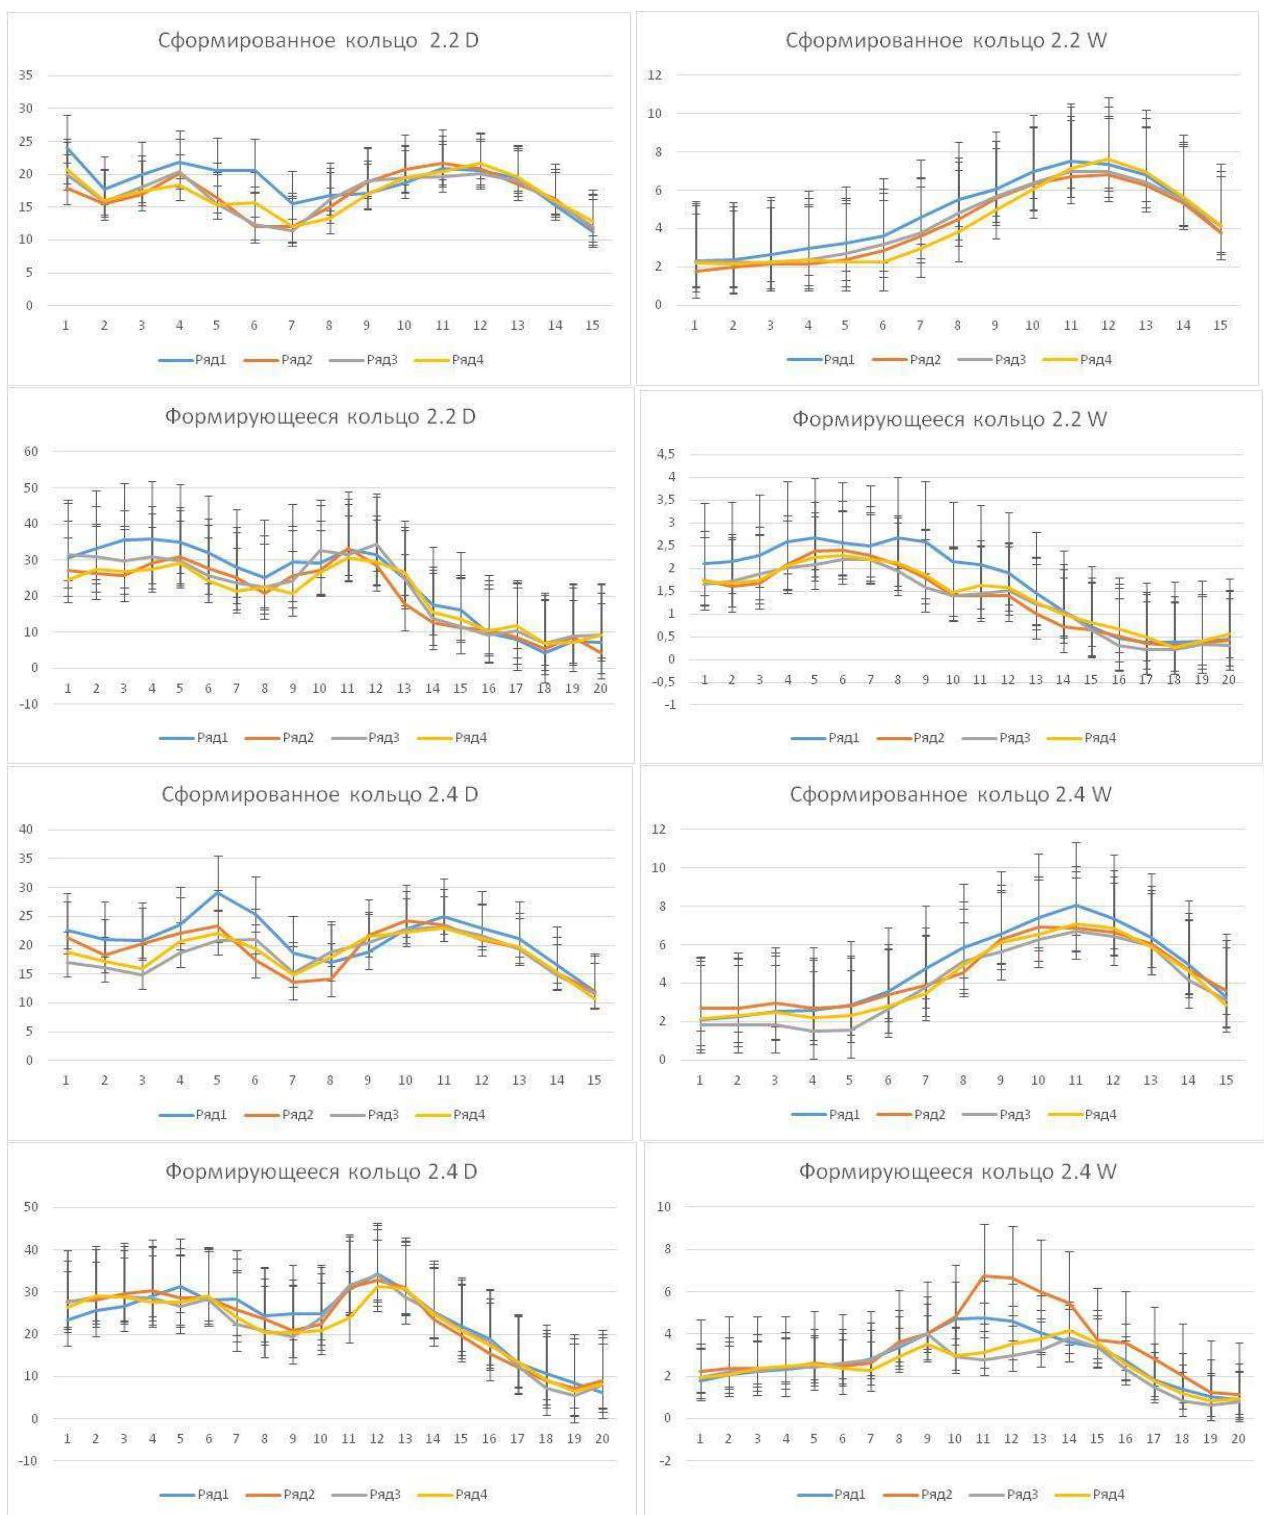 Сформированное кольцо 2.2 D
35
30
25
20
15
10
5
0
1 2 3 4 5 6 7 8 9 10 11 12 13 14 15
Ряд1 Ряд2 Ряд3 Ряд4
Сформированное кольцо 2.2 W
12
10
8
6
4
2
0
1 2 3 4 5 6 7 8 9 10 11 12 13 14 15
Ряд1 Ряд2 Ряд3 Ряд4
Формирующееся кольцо 2.2 D
60
50
40
30
20
10
0
-10
1 2 3 4 5 6 7 8 9 10 11 12 13 14 15 16 17 18 19 20
Ряд1 Ряд2 Ряд3 Ряд4
Формирующееся кольцо 2.2 W
4,5
4
3,5
3
2,5
2
1,5
1
0,5
0
-0,5
-1
1 2 3 4 5 6 7 8 9 10 11 12 13 14 15 16 17 18 19 20
Ряд1 Ряд2 Ряд3 Ряд4
Сформированное кольцо 2.4 D
40
35
30
25
20
15
10
5
0
1 2 3 4 5 6 7 8 9 10 11 12 13 14 15
Ряд1 Ряд2 Ряд3 Ряд4
Сформированное кольцо 2.4 W
12
10
8
6
4
2
0
1 2 3 4 5 6 7 8 9 10 11 12 13 14 15
Ряд1 Ряд2 Ряд3 Ряд4
Формирующееся кольцо 2.4 D
50
40
30
20
10
0
-10
1 2 3 4 5 6 7 8 9 10 11 12 13 14 15 16 17 18 19 20
Ряд1 Ряд2 Ряд3 Ряд4
Формирующееся кольцо 2.4 W
10
8
6
4
2
0
-2
1 2 3 4 5 6 7 8 9 10 11 12 13 14 15 16 17 18 19 20
Ряд1 Ряд2 Ряд3 Ряд4